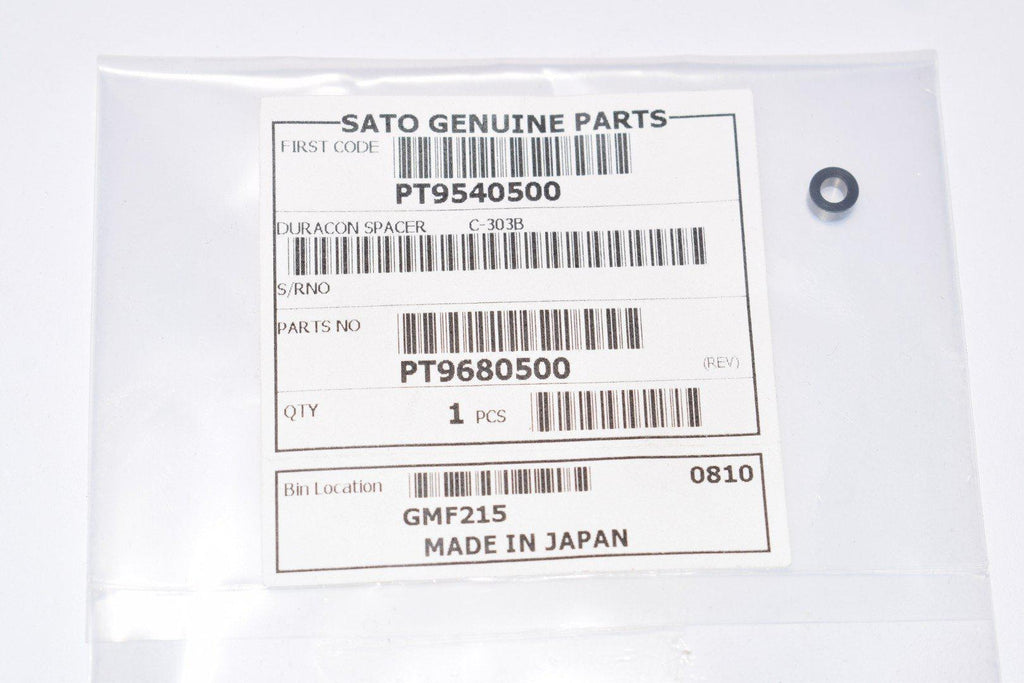 SATO GENUINE PARTS
FIRST CODE
PT9540500
DURACON SPACER C-303B
S/RNO
PARTS NO
PT9680500 (REV)
QTY 1 PCS
Bin Location 0810
GMF215
MADE IN JAPAN